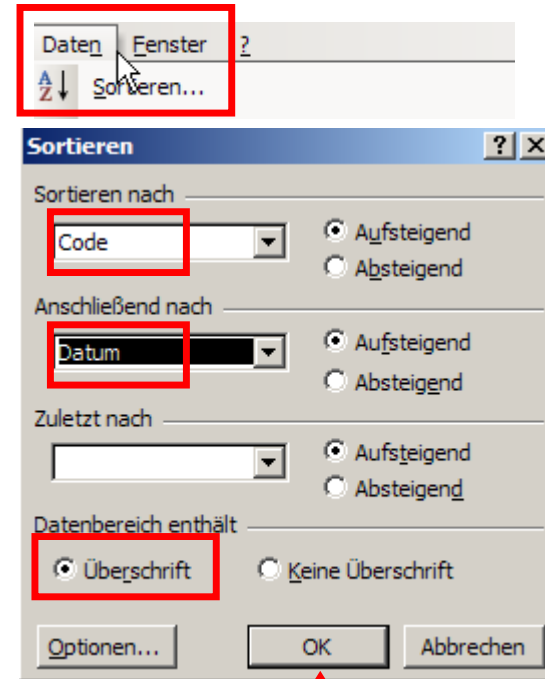 Daten Fenster ?
Sortieren...
Sortieren
Sortieren nach
Code
Aufsteigend
Absteigend
Anschließend nach
Datum
Aufsteigend
Absteigend
Zuletzt nach
Aufsteigend
Absteigend
Datenbereich enthält
Überschrift Keine Überschrift
Optionen... OK Abbrechen